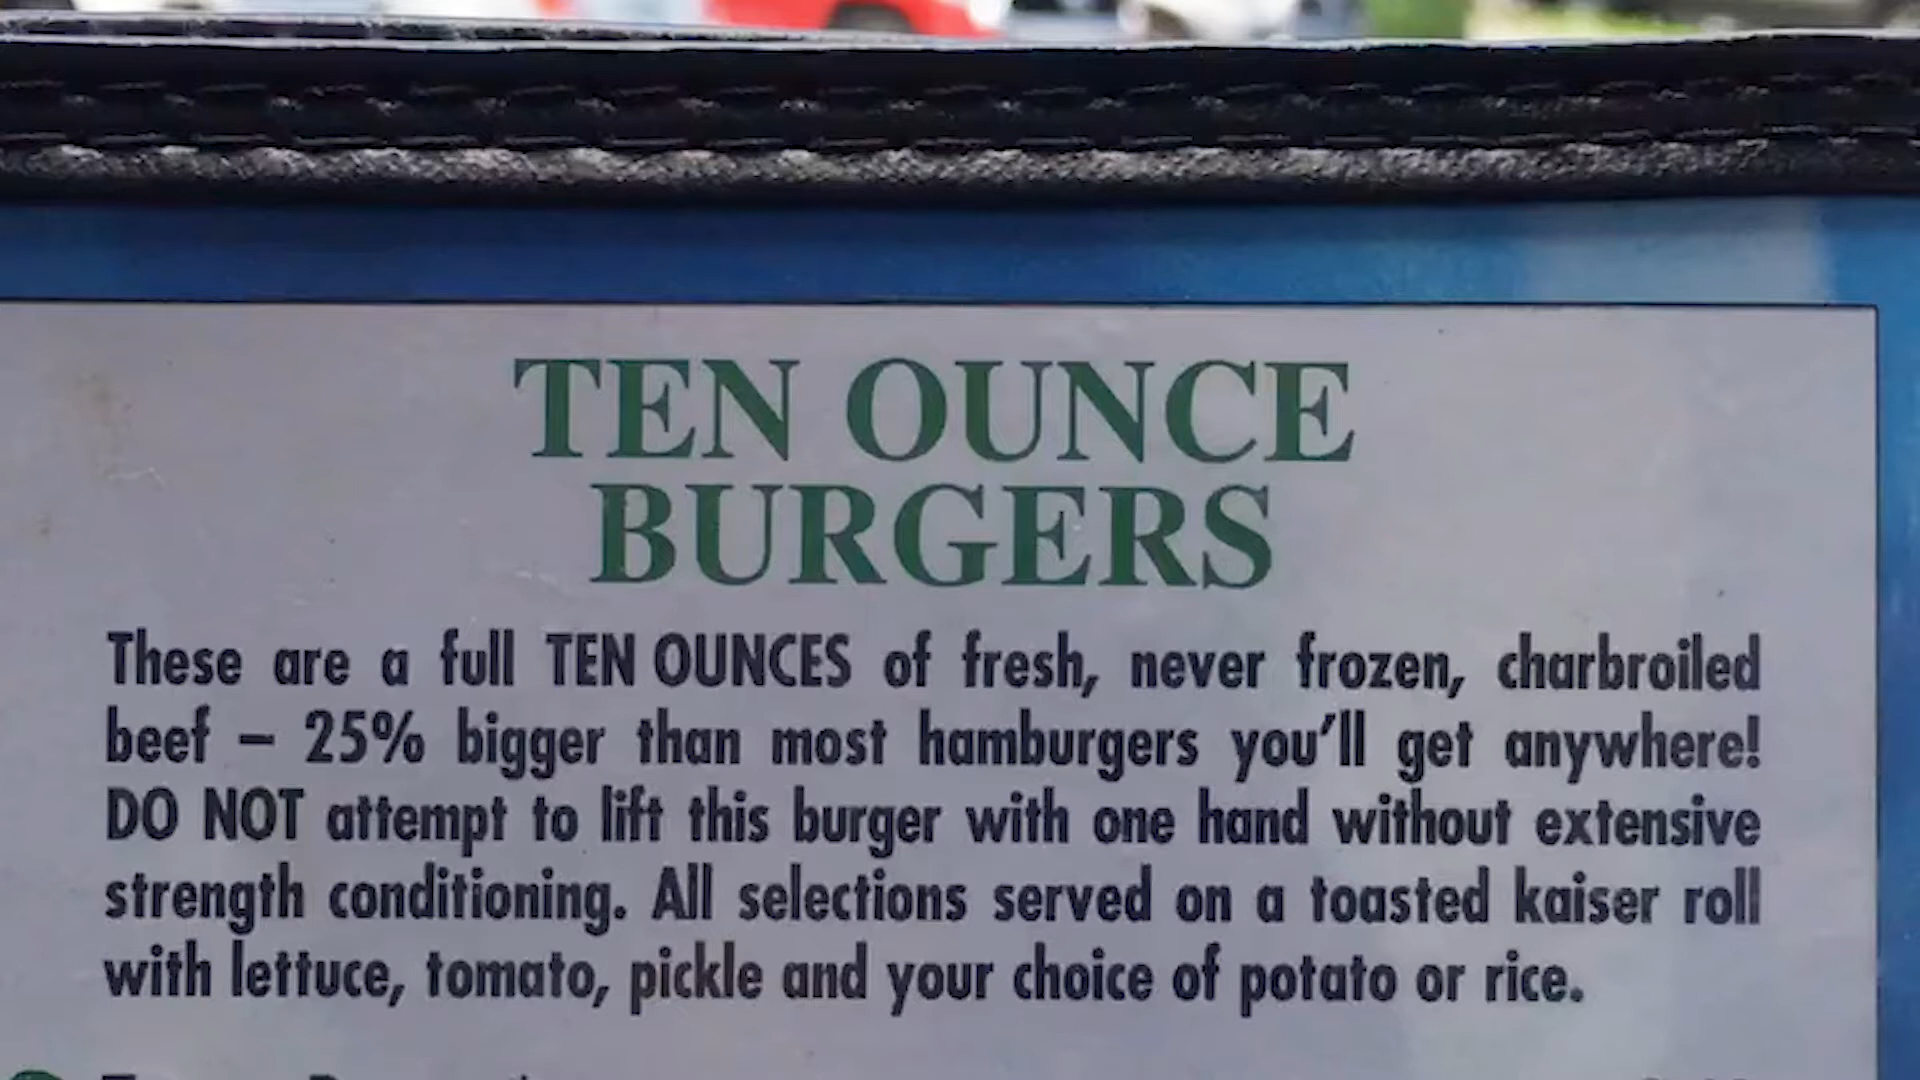 TEN OUNCE
BURGERS
These are a full TEN OUNCES of fresh, never frozen, charbroiled
beef – 25% bigger than most hamburgers you'll get anywhere!
DO NOT attempt to lift this burger with one hand without extensive
strength conditioning. All selections served on a toasted kaiser roll
with lettuce, tomato, pickle and your choice of potato or rice.